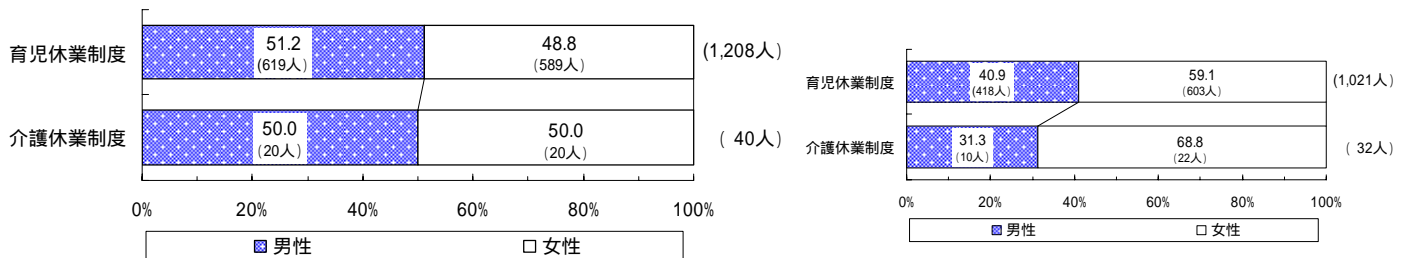 育児休業制度
51.2
(619人)
48.8
(589人)
(1,208人)
介護休業制度
50.0
(20人)
50.0
(20人)
( 40人)
0% 20% 40% 60% 80% 100%
男性 女性
育児休業制度
40.9
(418人)
59.1
(603人)
(1,021人)
介護休業制度
31.3
(10人)
68.8
(22人)
( 32人)
0% 20% 40% 60% 80% 100%
男性 女性